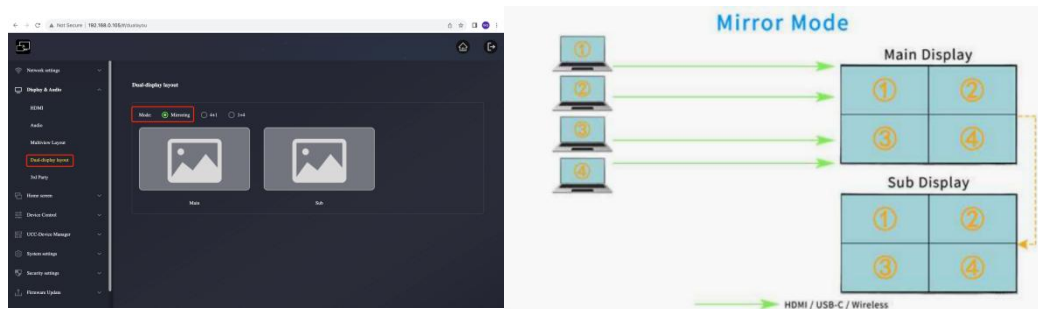 Not Secure | 192.168.0.105/#/dunluou
Network settings
Display & Audio
HDMI
Audio
Multiview Layout
Dual-display layout
3rd Party
Home screen
Device Control
UCC-Device Manager
System settings
Security settings
Firmware Update
Dual-display layout
Mode: Mirroring 4+1 1+4
Main Sub
Mirror Mode
Main Display
①
②
③
④
① ②
③ ④
Sub Display
① ②
③ ④
HDMI / USB-C / Wireless